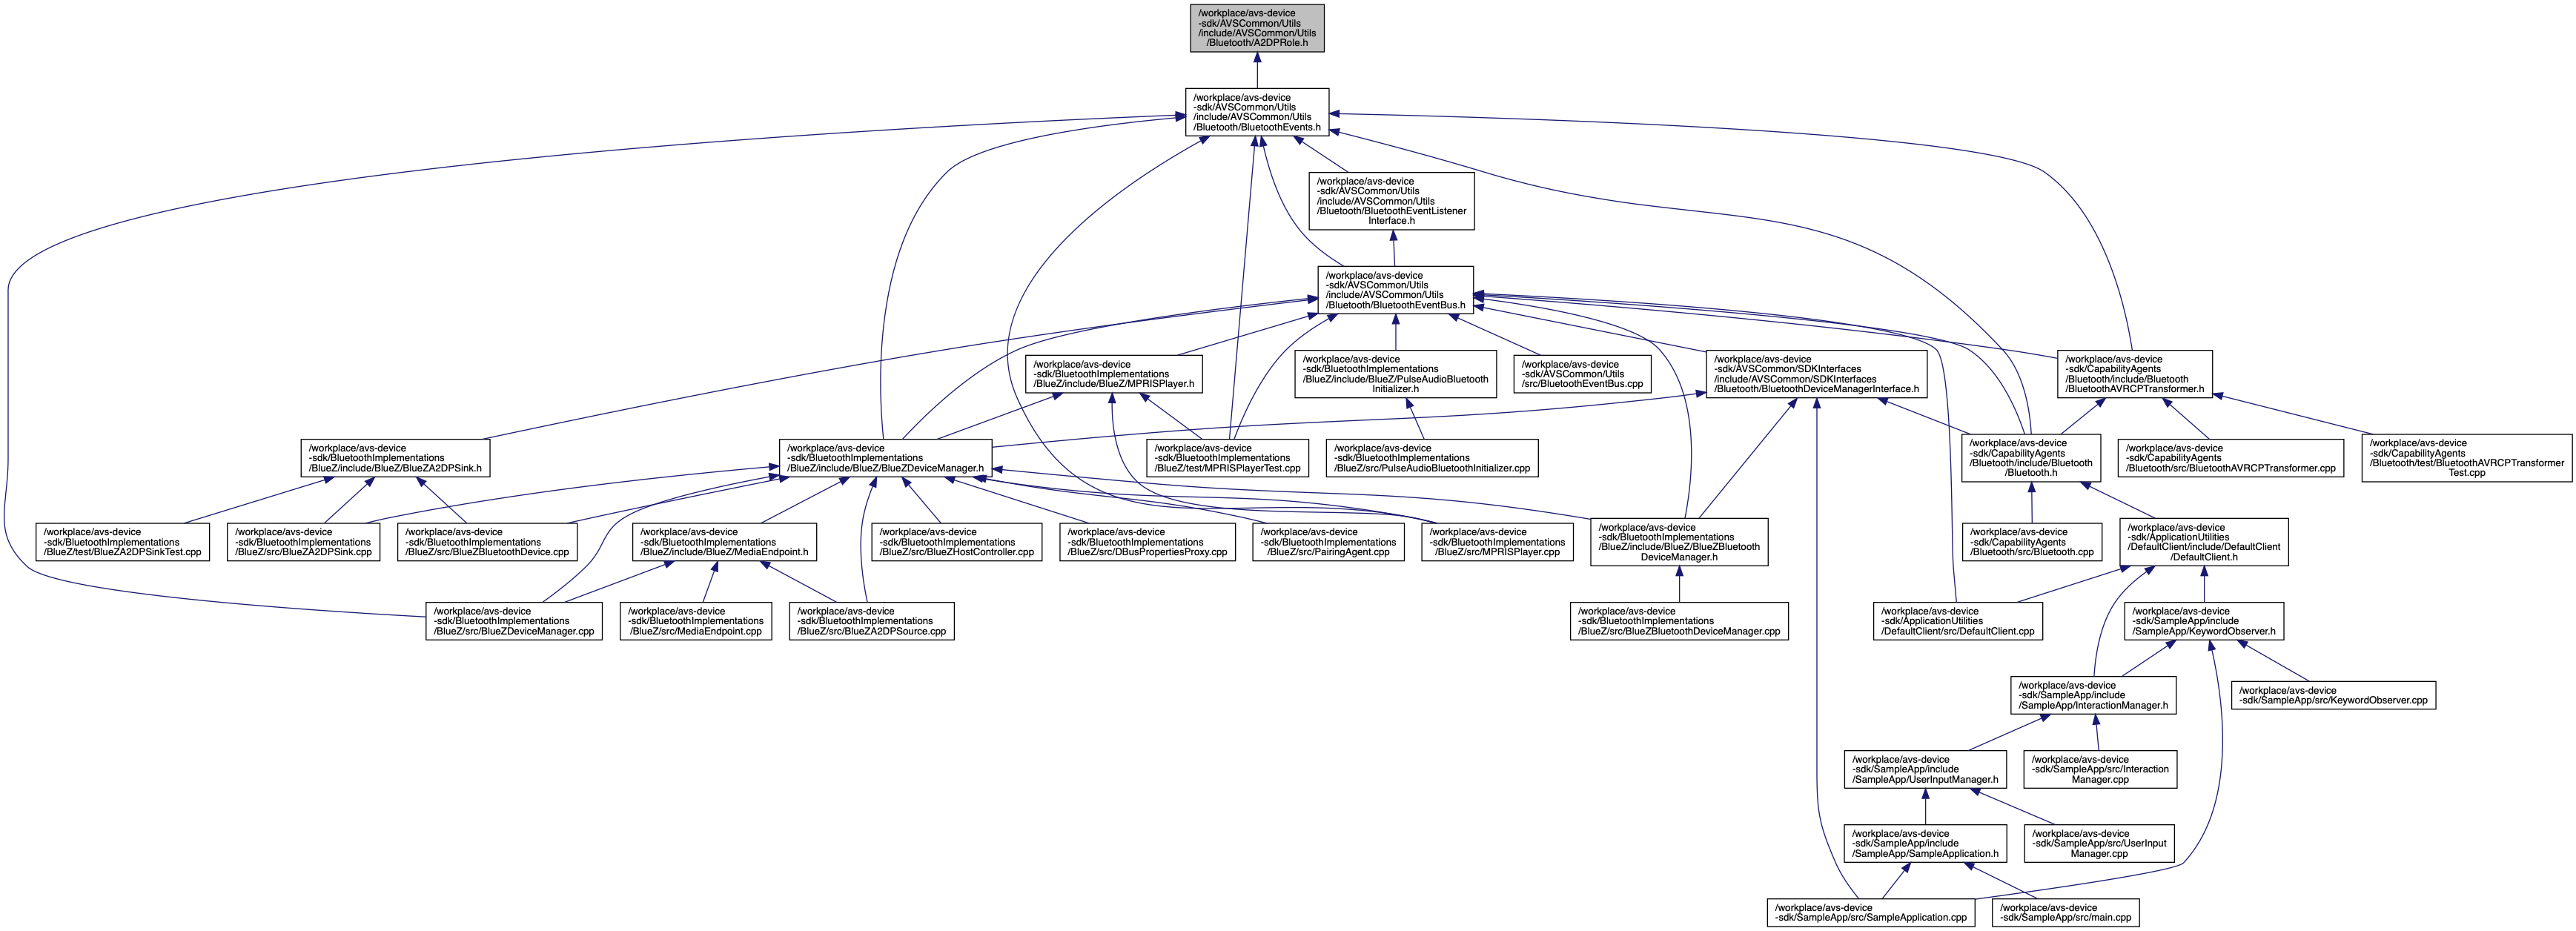 /workplace/avs-device
-sdk/AVSCommon/Utils
/include/AVSCommon/Utils
/Bluetooth/A2DPRole.h
/workplace/avs-device
-sdk/AVSCommon/Utils
/include/AVSCommon/Utils
/Bluetooth/BluetoothEvents.h
/workplace/avs-device
-sdk/AVSCommon/Utils
/include/AVSCommon/Utils
/Bluetooth/BluetoothEventListener
Interface.h
/workplace/avs-device
-sdk/AVSCommon/Utils
/include/AVSCommon/Utils
/Bluetooth/BluetoothEventBus.h
/workplace/avs-device
-sdk/BluetoothImplementations
/BlueZ/include/BlueZ/MPRISPlayer.h
/workplace/avs-device
-sdk/BluetoothImplementations
/BlueZ/include/BlueZ/PulseAudioBluetooth
Initializer.h
/workplace/avs-device
-sdk/AVSCommon/Utils
/src/BluetoothEventBus.cpp
/workplace/avs-device
-sdk/AVSCommon/SDKInterfaces
/include/AVSCommon/SDKInterfaces
/Bluetooth/BluetoothDeviceManagerInterface.h
/workplace/avs-device
-sdk/CapabilityAgents
/Bluetooth/include/Bluetooth
/BluetoothAVRCPTransformer.h
/workplace/avs-device
-sdk/BluetoothImplementations
/BlueZ/include/BlueZ/BlueZA2DPSink.h
/workplace/avs-device
-sdk/BluetoothImplementations
/BlueZ/include/BlueZ/BlueZDeviceManager.h
/workplace/avs-device
-sdk/BluetoothImplementations
/BlueZ/test/MPRISPlayerTest.cpp
/workplace/avs-device
-sdk/BluetoothImplementations
/BlueZ/src/PulseAudioBluetoothInitializer.cpp
/workplace/avs-device
-sdk/CapabilityAgents
/Bluetooth/include/Bluetooth
/Bluetooth.h
/workplace/avs-device
-sdk/CapabilityAgents
/Bluetooth/src/BluetoothAVRCPTransformer.cpp
/workplace/avs-device
-sdk/CapabilityAgents
/Bluetooth/test/BluetoothAVRCPTransformer
Test.cpp
/workplace/avs-device
-sdk/BluetoothImplementations
/BlueZ/test/BlueZA2DPSinkTest.cpp
/workplace/avs-device
-sdk/BluetoothImplementations
/BlueZ/src/BlueZA2DPSink.cpp
/workplace/avs-device
-sdk/BluetoothImplementations
/BlueZ/src/BlueZBluetoothDevice.cpp
/workplace/avs-device
-sdk/BluetoothImplementations
/BlueZ/include/BlueZ/MediaEndpoint.h
/workplace/avs-device
-sdk/BluetoothImplementations
/BlueZ/src/BlueZHostController.cpp
/workplace/avs-device
-sdk/BluetoothImplementations
/BlueZ/src/DBusPropertiesProxy.cpp
/workplace/avs-device
-sdk/BluetoothImplementations
/BlueZ/src/PairingAgent.cpp
/workplace/avs-device
-sdk/BluetoothImplementations
/BlueZ/src/MPRISPlayer.cpp
/workplace/avs-device
-sdk/BluetoothImplementations
/BlueZ/include/BlueZ/BlueZBluetooth
DeviceManager.h
/workplace/avs-device
-sdk/CapabilityAgents
/Bluetooth/src/Bluetooth.cpp
/workplace/avs-device
-sdk/ApplicationUtilities
/DefaultClient/include/DefaultClient
/DefaultClient.h
/workplace/avs-device
-sdk/BluetoothImplementations
/BlueZ/src/BlueZDeviceManager.cpp
/workplace/avs-device
-sdk/BluetoothImplementations
/BlueZ/src/MediaEndpoint.cpp
/workplace/avs-device
-sdk/BluetoothImplementations
/BlueZ/src/BlueZA2DPSource.cpp
/workplace/avs-device
-sdk/BluetoothImplementations
/BlueZ/src/BlueZBluetoothDeviceManager.cpp
/workplace/avs-device
-sdk/ApplicationUtilities
/DefaultClient/src/DefaultClient.cpp
/workplace/avs-device
-sdk/SampleApp/include
/SampleApp/KeywordObserver.h
/workplace/avs-device
-sdk/SampleApp/include
/SampleApp/InteractionManager.h
/workplace/avs-device
-sdk/SampleApp/src/KeywordObserver.cpp
/workplace/avs-device
-sdk/SampleApp/include
/SampleApp/UserInputManager.h
/workplace/avs-device
-sdk/SampleApp/src/Interaction
Manager.cpp
/workplace/avs-device
-sdk/SampleApp/include
/SampleApp/SampleApplication.h
/workplace/avs-device
-sdk/SampleApp/src/UserInput
Manager.cpp
/workplace/avs-device
-sdk/SampleApp/src/SampleApplication.cpp
/workplace/avs-device
-sdk/SampleApp/src/main.cpp